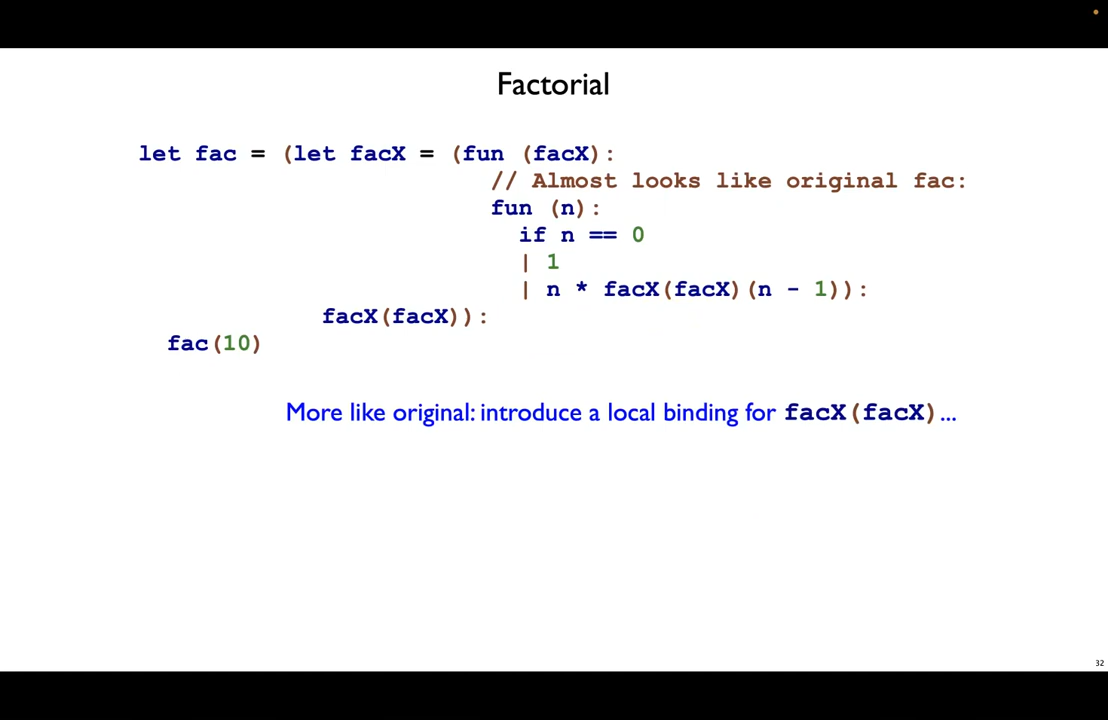 Factorial
let fac = (let facX = (fun (facX):
// Almost looks like original fac:
fun (n):
if n == 0
| 1
| n * facX(facX)(n - 1)):
facX(facX)):
fac(10)
More like original: introduce a local binding for facX(facX)...
32